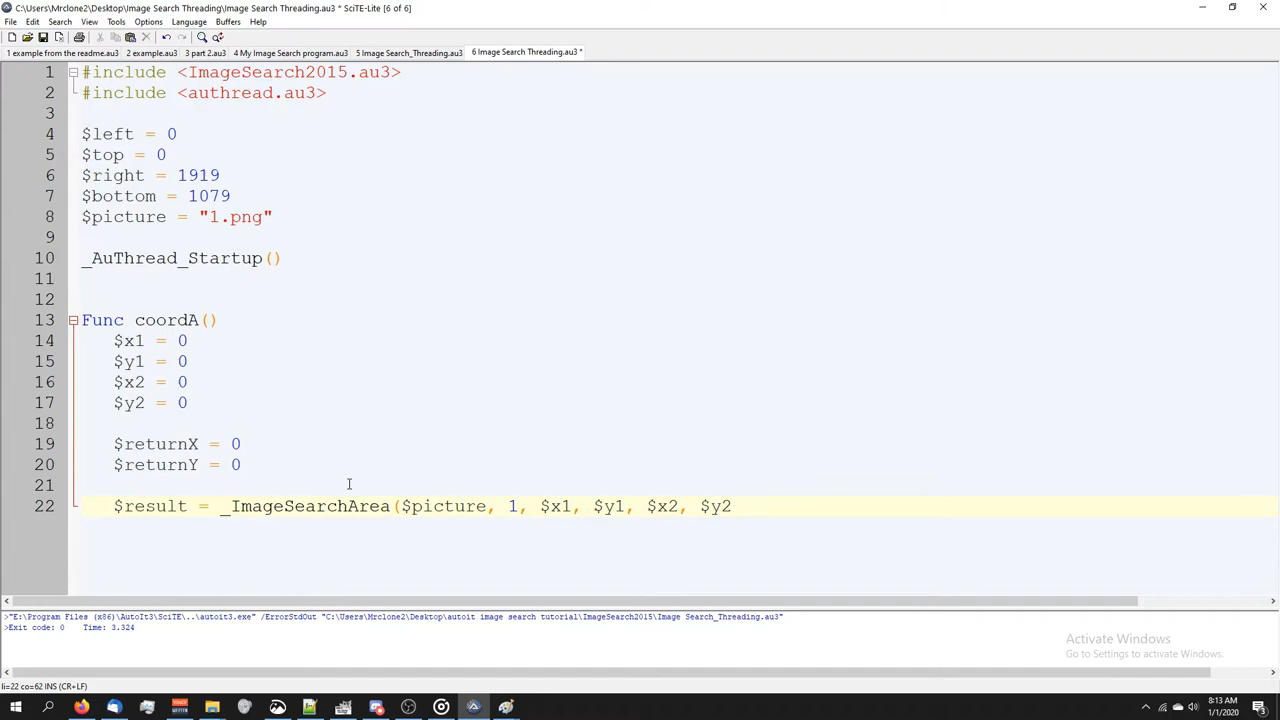 C:\Users\Mrclone2\Desktop\Image Search Threading\Image Search Threading.au3 * SciTE-Lite [6 of 6]
File Edit Search View Tools Options Language Buffers Help
1 example from the readme.au3 2 example.au3 3 part 2.au3 4 My Image Search program.au3 5 Image Search_Threading.au3 6 Image Search Threading.au3 *
1 #include <ImageSearch2015.au3>
2 #include <authread.au3>
3
4 $left = 0
5 $top = 0
6 $right = 1919
7 $bottom = 1079
8 $picture = "1.png"
9
10 _AuThread_Startup()
11
12
13 Func coordA()
14 $x1 = 0
15 $y1 = 0
16 $x2 = 0
17 $y2 = 0
18
19 $returnX = 0
20 $returnY = 0
21
22 $result = _ImageSearchArea($picture, 1, $x1, $y1, $x2, $y2
>"E:\Program Files (x86)\AutoIt3\SciTE\..\autoit3.exe" /ErrorStdOut "C:\Users\Mrclone2\Desktop\autoit image search tutorial\ImageSearch2015\Image Search_Threading.au3"
>Exit code: 0 Time: 3.324
Activate Windows
Go to Settings to activate Windows.
li=22 co=62 INS (CR+LF)
8:13 AM
1/1/2020